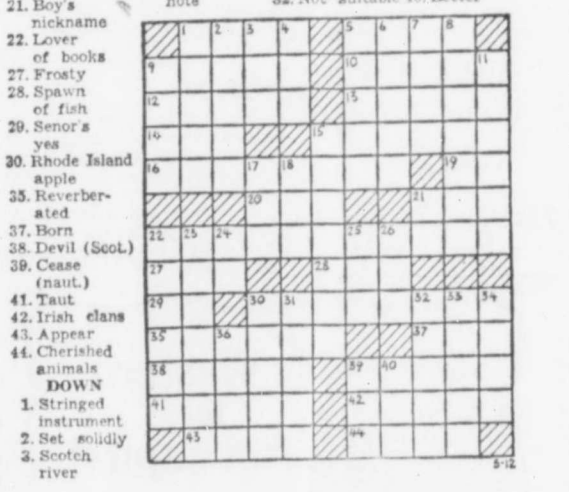 21. Boy's
nickname
22. Lover
of books
27. Frosty
28. Spawn
of fish
29. Senor's
yes
30. Rhode Island
apple
35. Reverber-
ated
37. Born
38. Devil (Scot.)
39. Cease
(naut.)
41. Taut
42. Irish clans
43. Appear
44. Cherished
animals
DOWN
1. Stringed
instrument
2. Set solidly
3. Scotch
river
note
32. Not suitable
1 2 3 4 5 6 7 8
9 10 11
12 13
14 15
16 17 18 19
20 21
22 23 24 25 26
27 28
29 30 31 32 33 34
35 36 37
38 39 40
41 42
43 44
5-12